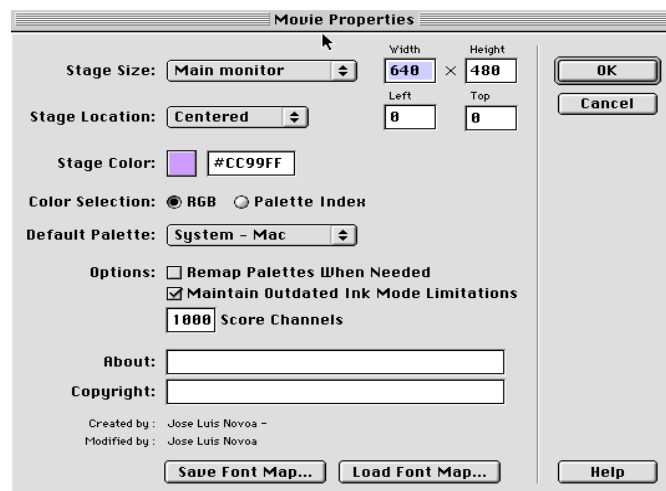 Movie Properties
Width Height
Stage Size: Main monitor 640 × 480 OK
Left Top
Stage Location: Centered 0 0 Cancel
Stage Color: #CC99FF
Color Selection: RGB Palette Index
Default Palette: System - Mac
Options: Remap Palettes When Needed
Maintain Outdated Ink Mode Limitations
1000 Score Channels
About:
Copyright:
Created by: Jose Luis Novoa -
Modified by: Jose Luis Novoa
Save Font Map... Load Font Map... Help